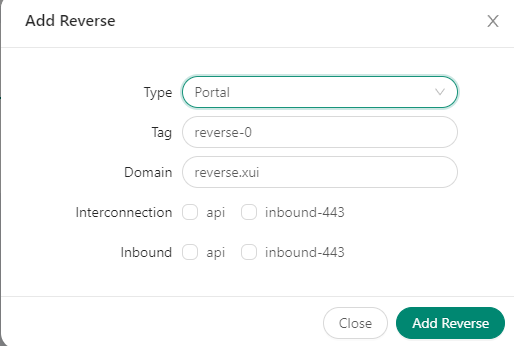 Add Reverse
Type Portal
Tag reverse-0
Domain reverse.xui
Interconnection api inbound-443
Inbound api inbound-443
Close Add Reverse